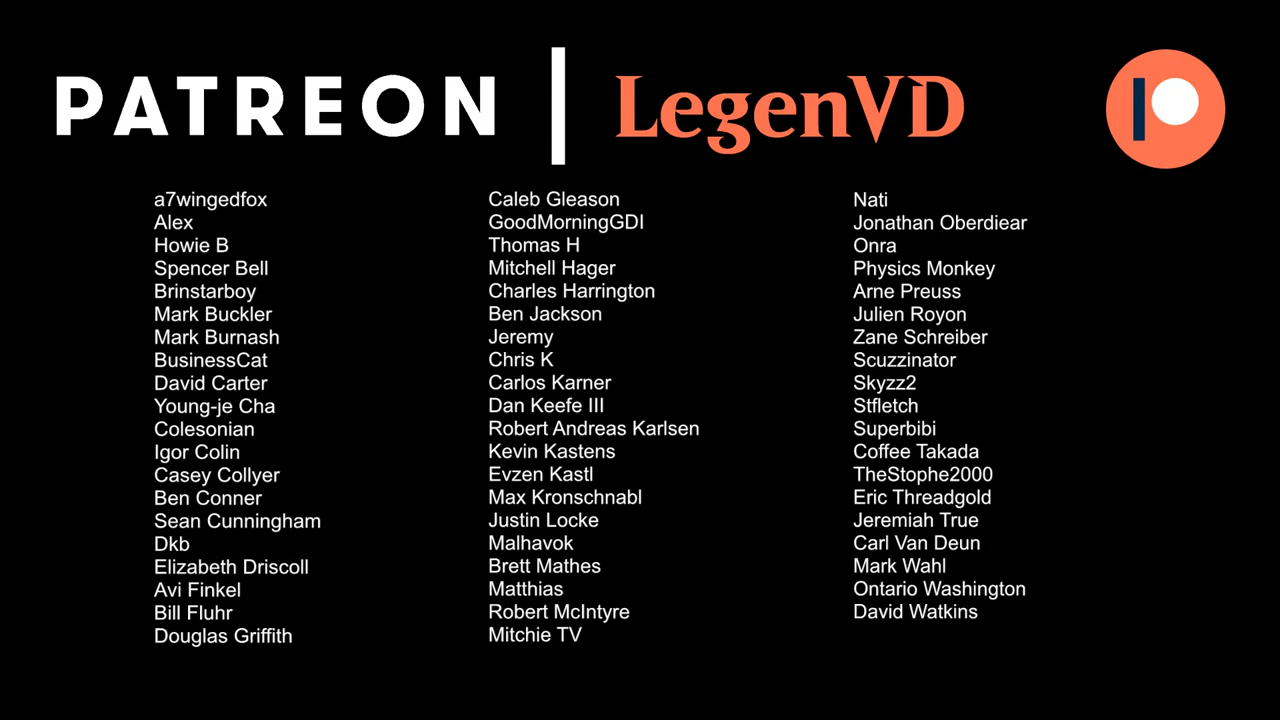 PATREON | LegenVD
a7wingedfox
Alex
Howie B
Spencer Bell
Brinstarboy
Mark Buckler
Mark Burnash
BusinessCat
David Carter
Young-je Cha
Colesonian
Igor Colin
Casey Collyer
Ben Conner
Sean Cunningham
Dkb
Elizabeth Driscoll
Avi Finkel
Bill Fluhr
Douglas Griffith
Caleb Gleason
GoodMorningGDI
Thomas H
Mitchell Hager
Charles Harrington
Ben Jackson
Jeremy
Chris K
Carlos Karner
Dan Keefe III
Robert Andreas Karlsen
Kevin Kastens
Evzen Kastl
Max Kronschnabl
Justin Locke
Malhavok
Brett Mathes
Matthias
Robert McIntyre
Mitchie TV
Nati
Jonathan Oberdiear
Onra
Physics Monkey
Arne Preuss
Julien Royon
Zane Schreiber
Scuzzinator
Skyzz2
Stfletch
Superbibi
Coffee Takada
TheStophe2000
Eric Threadgold
Jeremiah True
Carl Van Deun
Mark Wahl
Ontario Washington
David Watkins